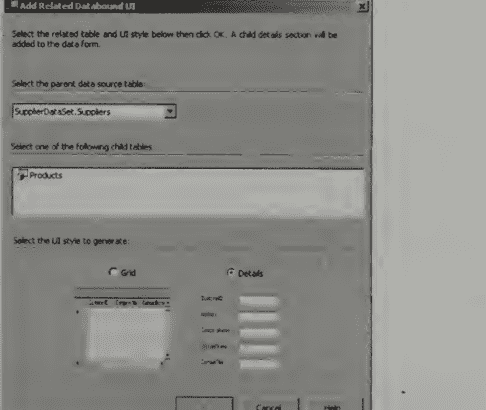 Add Related Databound UI
Select the related table and UI style below then click OK. A child details section will be
added to the data form.
Select the parent data source table:
SupplierDataSet.Suppliers
Select one of the following child tables
Products
Select the UI style to generate:
Grid
Details
Cancel
Help